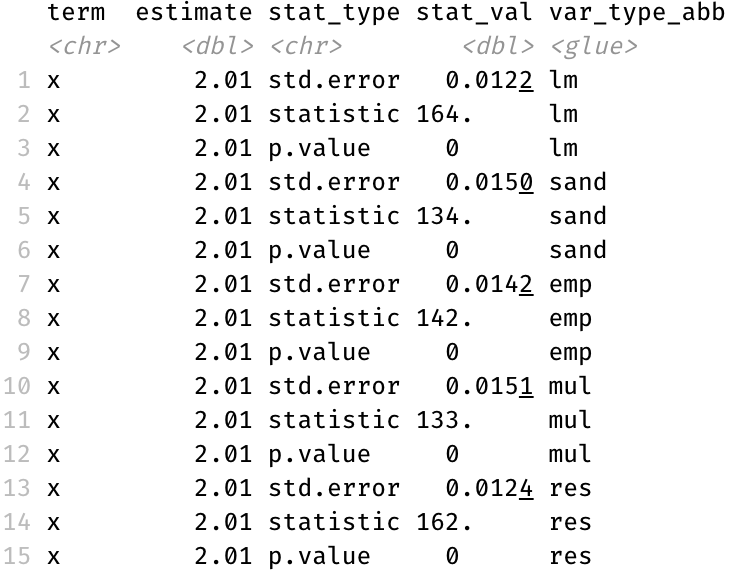 term estimate stat_type stat_val var_type_abb
<chr> <dbl> <chr> <dbl> <glue>
1 x 2.01 std.error 0.0122 lm
2 x 2.01 statistic 164. lm
3 x 2.01 p.value 0 lm
4 x 2.01 std.error 0.0150 sand
5 x 2.01 statistic 134. sand
6 x 2.01 p.value 0 sand
7 x 2.01 std.error 0.0142 emp
8 x 2.01 statistic 142. emp
9 x 2.01 p.value 0 emp
10 x 2.01 std.error 0.0151 mul
11 x 2.01 statistic 133. mul
12 x 2.01 p.value 0 mul
13 x 2.01 std.error 0.0124 res
14 x 2.01 statistic 162. res
15 x 2.01 p.value 0 res